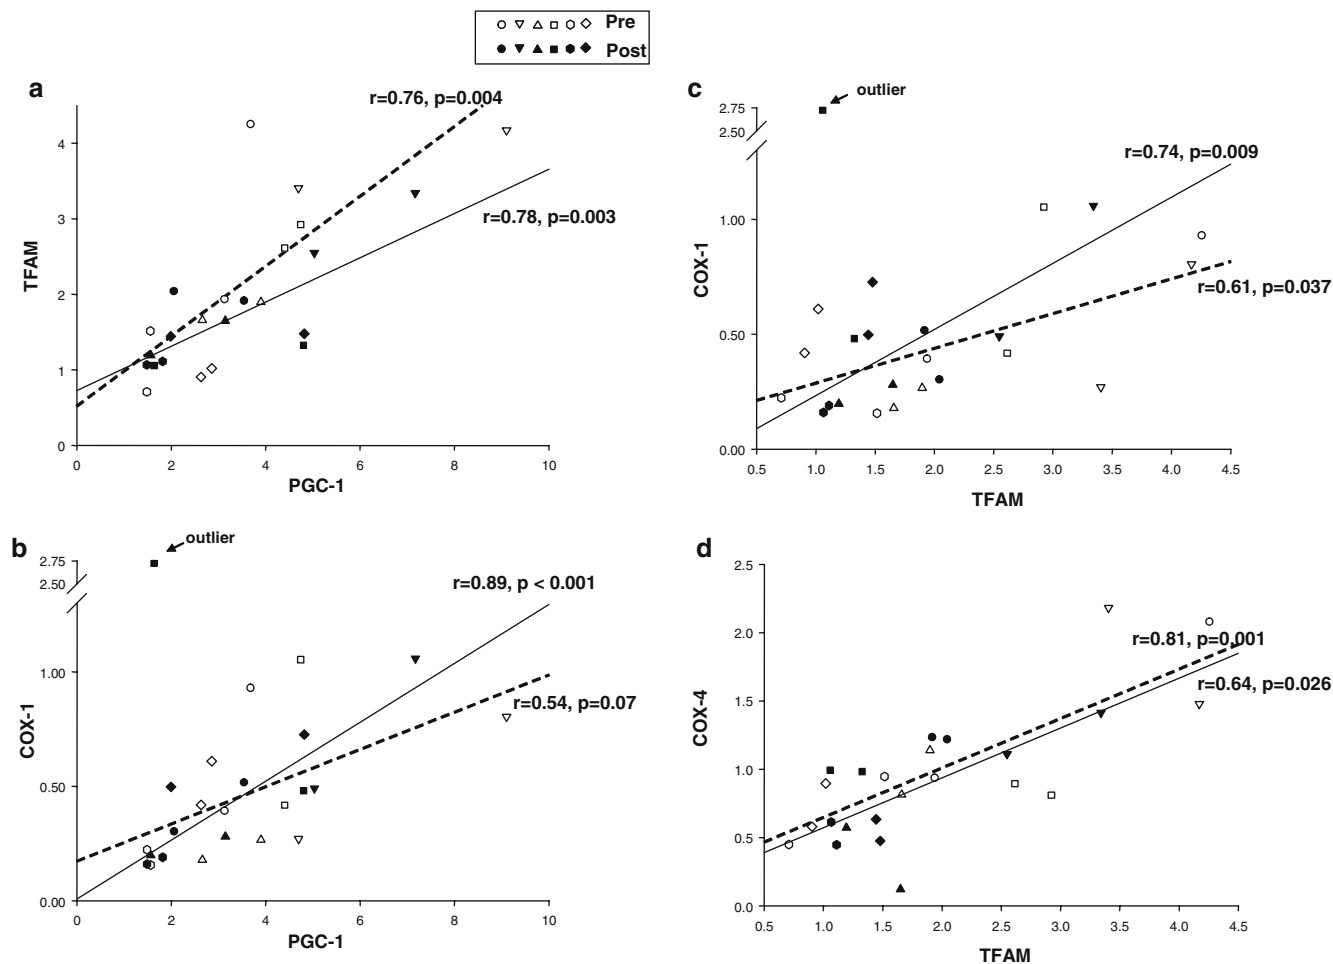 Pre
Post
a
r=0.76, p=0.004
r=0.78, p=0.003
TFAM
4
3
2
1
0
0 2 4 6 8 10
PGC-1
b
outlier
2.75
2.50
r=0.89, p < 0.001
r=0.54, p=0.07
COX-1
1.00
0.50
0.00
0 2 4 6 8 10
PGC-1
c
outlier
2.75
2.50
r=0.74, p=0.009
r=0.61, p=0.037
COX-1
1.00
0.50
0.00
0.5 1.0 1.5 2.0 2.5 3.0 3.5 4.0 4.5
TFAM
d
2.5
2.0
r=0.81, p=0.001
r=0.64, p=0.026
COX-4
1.5
1.0
0.5
0.0
0.5 1.0 1.5 2.0 2.5 3.0 3.5 4.0 4.5
TFAM